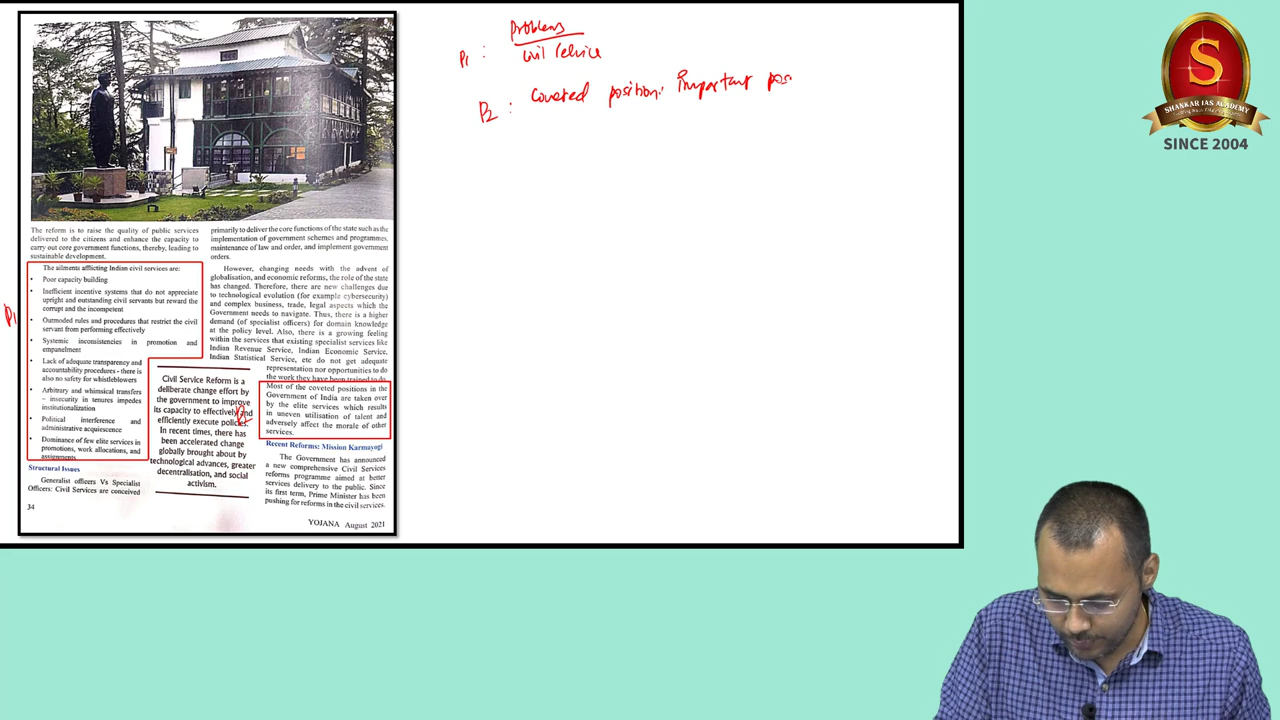 Problems
P1 : Civil Service
P2 : Coveted position: Important pos
SHANKAR IAS ACADEMY
SINCE 2004
The reform is to raise the quality of public services
delivered to the citizens and enhance the capacity to
carry out core government functions, thereby, leading to
sustainable development.
The ailments afflicting Indian civil services are:
• Poor capacity building
• Inefficient incentive systems that do not appreciate
upright and outstanding civil servants but reward the
corrupt and the incompetent
• Outmoded rules and procedures that restrict the civil
servant from performing effectively
• Systemic inconsistencies in promotion and
empanelment
• Lack of adequate transparency and
accountability procedures - there is
also no safety for whistleblowers
• Arbitrary and whimsical transfers
– insecurity in tenures impedes
institutionalization
• Political interference and
administrative acquiescence
• Dominance of few elite services in
promotions, work allocations, and
assignments
P1
Structural Issues
Generalist officers Vs Specialist
Officers: Civil Services are conceived
34
Civil Service Reform is a
deliberate change effort by
the government to improve
its capacity to effectively and
efficiently execute policies.
In recent times, there has
been accelerated change
globally brought about by
technological advances, greater
decentralisation, and social
activism.
P2
primarily to deliver the core functions of the state such as the
implementation of government schemes and programmes,
maintenance of law and order, and implement government
orders.
However, changing needs with the advent of
globalisation, and economic reforms, the role of the state
has changed. Therefore, there are new challenges due
to technological evolution (for example cybersecurity)
and complex business, trade, legal aspects which the
Government needs to navigate. Thus, there is a higher
demand (of specialist officers) for domain knowledge
at the policy level. Also, there is a growing feeling
within the services that existing specialist services like
Indian Revenue Service, Indian Economic Service,
Indian Statistical Service, etc do not get adequate
representation nor opportunities to do
the work they have been trained to do.
Most of the coveted positions in the
Government of India are taken over
by the elite services which results
in uneven utilisation of talent and
adversely affect the morale of other
services.
Recent Reforms: Mission Karmayogi
The Government has announced
a new comprehensive Civil Services
reforms programme aimed at better
services delivery to the public. Since
its first term, Prime Minister has been
pushing for reforms in the civil services.
YOJANA August 2021